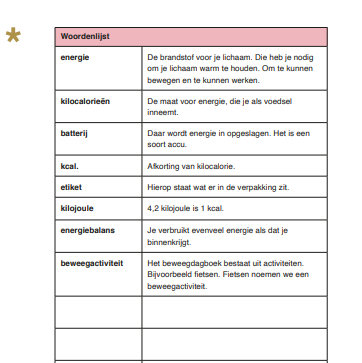 Woordenlijst
energie
De brandstof voor je lichaam. Die heb je nodig
om je lichaam warm te houden. Om te kunnen
bewegen en te kunnen werken.
kilocalorieën
De maat voor energie, die je als voedsel
inneemt.
batterij
Daar wordt energie in opgeslagen. Het is een
soort accu.
kcal.
Afkorting van kilocalorie.
etiket
Hierop staat wat er in de verpakking zit.
kilojoule
4,2 kilojoule is 1 kcal.
energiebalans
Je verbruikt evenveel energie als dat je
binnenkrijgt.
beweegactiviteit
Het beweegdagboek bestaat uit activiteiten.
Bijvoorbeeld fietsen. Fietsen noemen we een
beweegactiviteit.